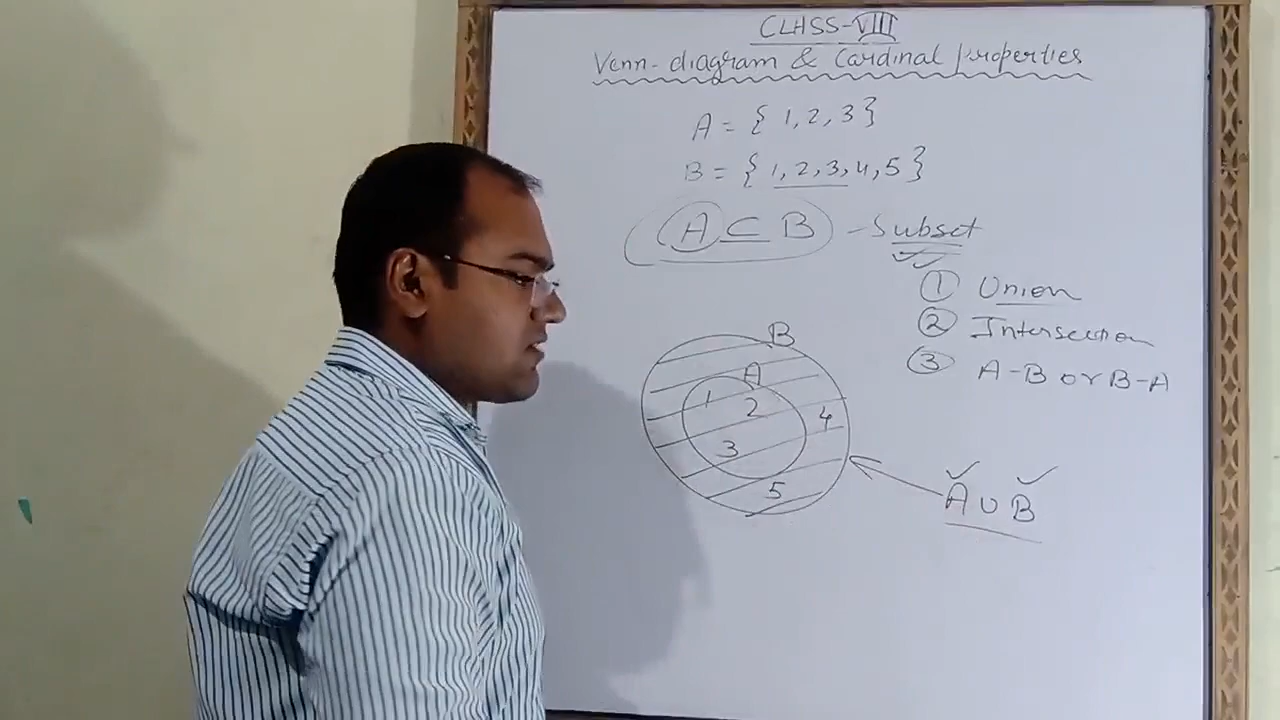 CLASS-VIII
Venn-diagram & Cardinal properties
A = { 1, 2, 3 }
B = { 1, 2, 3, 4, 5 }
A ⊂ B - Subset
① Union
② Intersection
③ A-B or B-A
B
A
1 2 4
3
5
A ∪ B